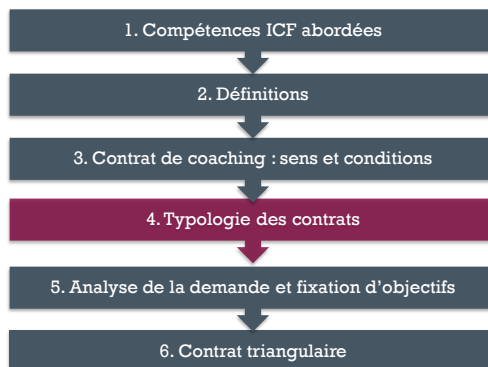 1. Compétences ICF abordées
2. Définitions
3. Contrat de coaching : sens et conditions
4. Typologie des contrats
5. Analyse de la demande et fixation d'objectifs
6. Contrat triangulaire